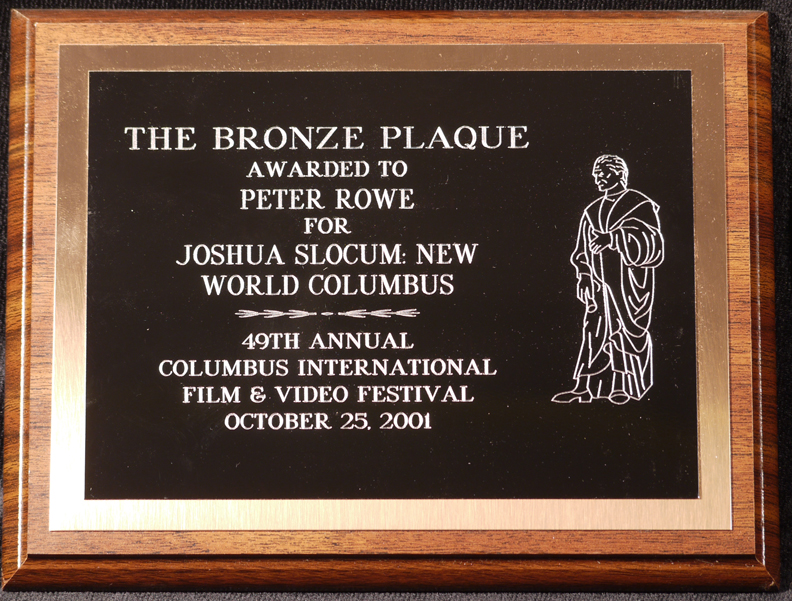 THE BRONZE PLAQUE
AWARDED TO
PETER ROWE
FOR
JOSHUA SLOCUM: NEW
WORLD COLUMBUS
49TH ANNUAL
COLUMBUS INTERNATIONAL
FILM & VIDEO FESTIVAL
OCTOBER 25, 2001